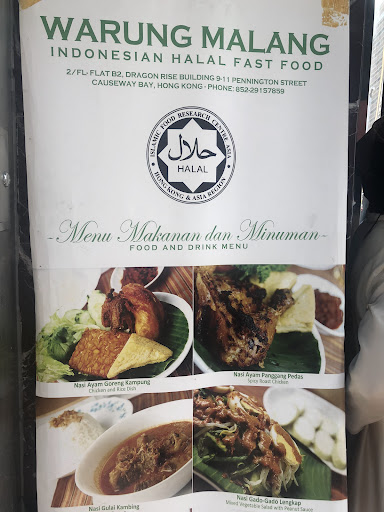 WARUNG MALANG
INDONESIAN HALAL FAST FOOD
2/FL- FLAT B2, DRAGON RISE BUILDING 9-11 PENNINGTON STREET
CAUSEWAY BAY, HONG KONG - PHONE: 852-29157859
ISLAMIC FOOD RESEARCH CENTRE ASIA
حلال
HALAL
HONG KONG & ASIA REGION
-Menu Makanan dan Minuman-
FOOD AND DRINK MENU
Nasi Ayam Goreng Kampung
Chicken and Rice Dish
Nasi Ayam Panggang Pedas
Spicy Roast Chicken
Nasi Gulai Kambing
Nasi Gado-Gado Lengkap
Mixed Vegetable Salad with Peanut Sauce